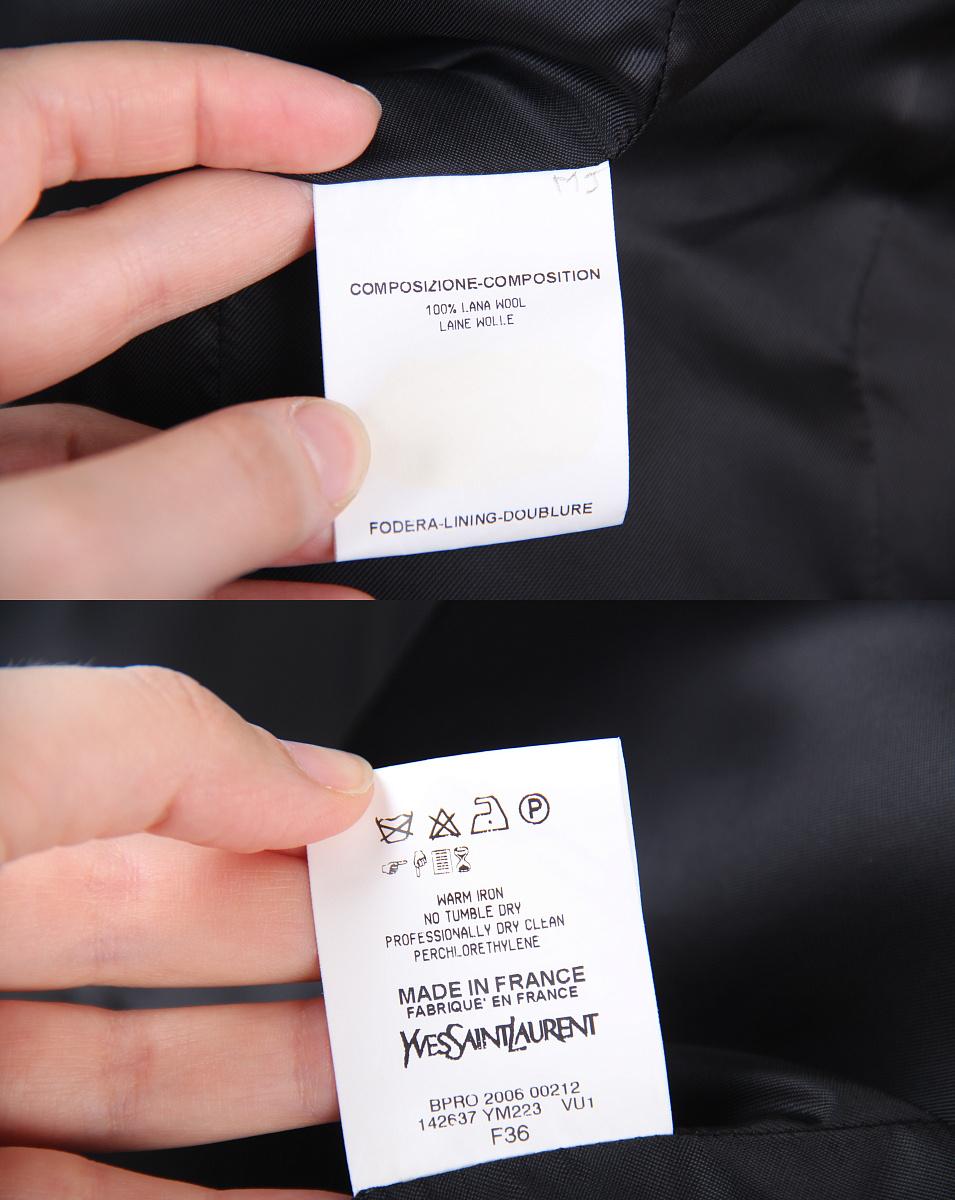 MJ
COMPOSIZIONE-COMPOSITION
100% LANA WOOL
LAINE WOLLE
FODERA-LINING-DOUBLURE
P
WARM IRON
NO TUMBLE DRY
PROFESSIONALLY DRY CLEAN
PERCHLORETHYLENE
MADE IN FRANCE
FABRIQUE' EN FRANCE
YVESSAINTLAURENT
BPRO 2006 00212
142637 YM223 VU1
F36